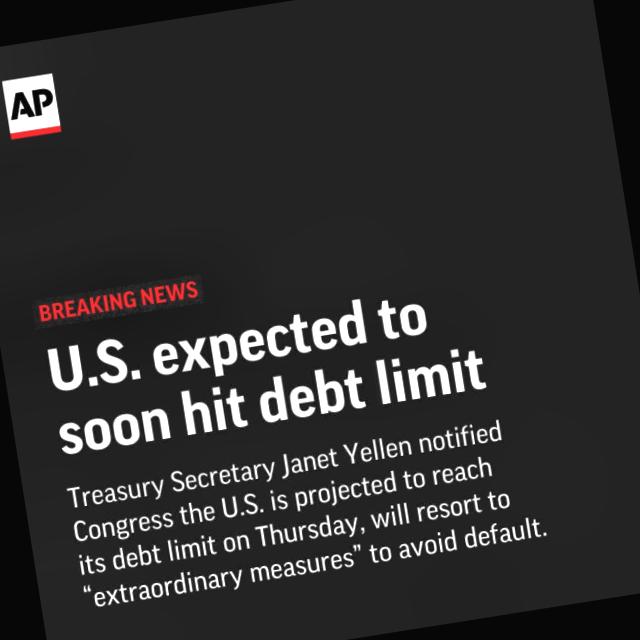 AP
BREAKING NEWS
U.S. expected to
soon hit debt limit
Treasury Secretary Janet Yellen notified
Congress the U.S. is projected to reach
its debt limit on Thursday, will resort to
“extraordinary measures” to avoid default.